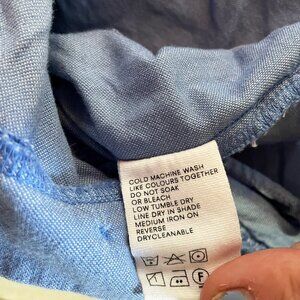 COLD MACHINE WASH
LIKE COLOURS TOGETHER
DO NOT SOAK
OR BLEACH
LOW TUMBLE DRY
LINE DRY IN SHADE
MEDIUM IRON ON
REVERSE
DRYCLEANABLE
F